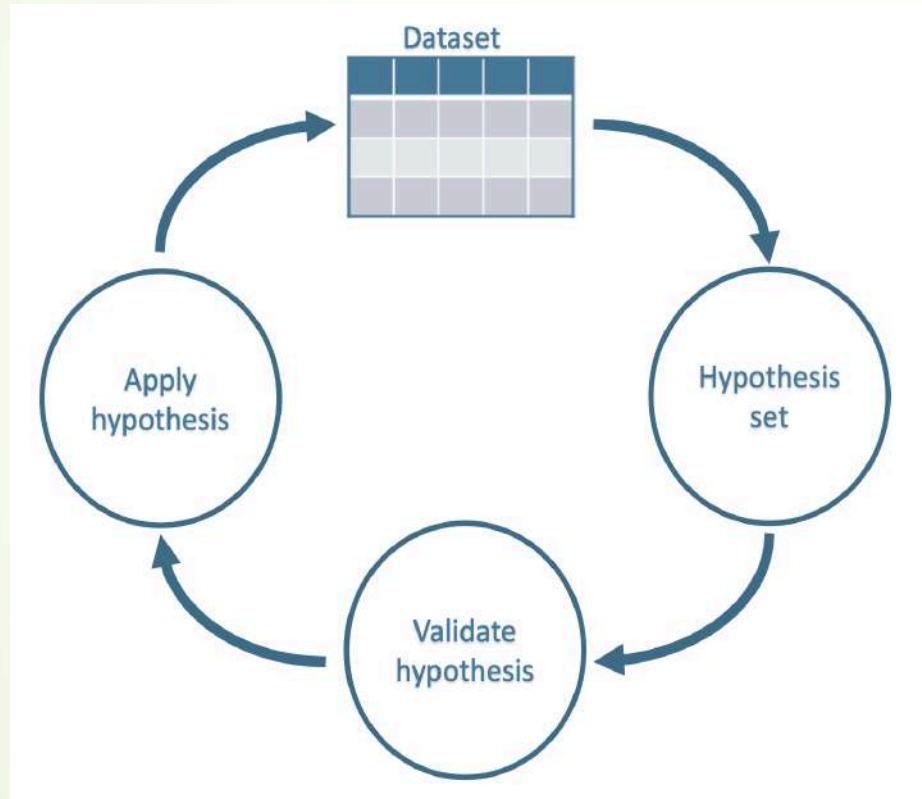 Dataset
Hypothesis
set
Validate
hypothesis
Apply
hypothesis